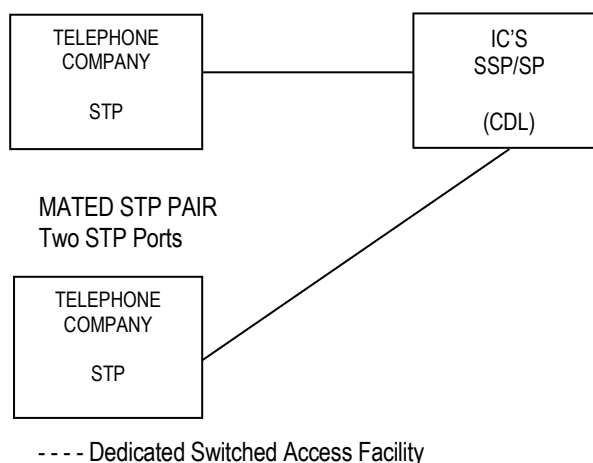 TELEPHONE
COMPANY
STP
IC’S
SSP/SP
(CDL)
MATED STP PAIR
Two STP Ports
TELEPHONE
COMPANY
STP
- - - - Dedicated Switched Access Facility